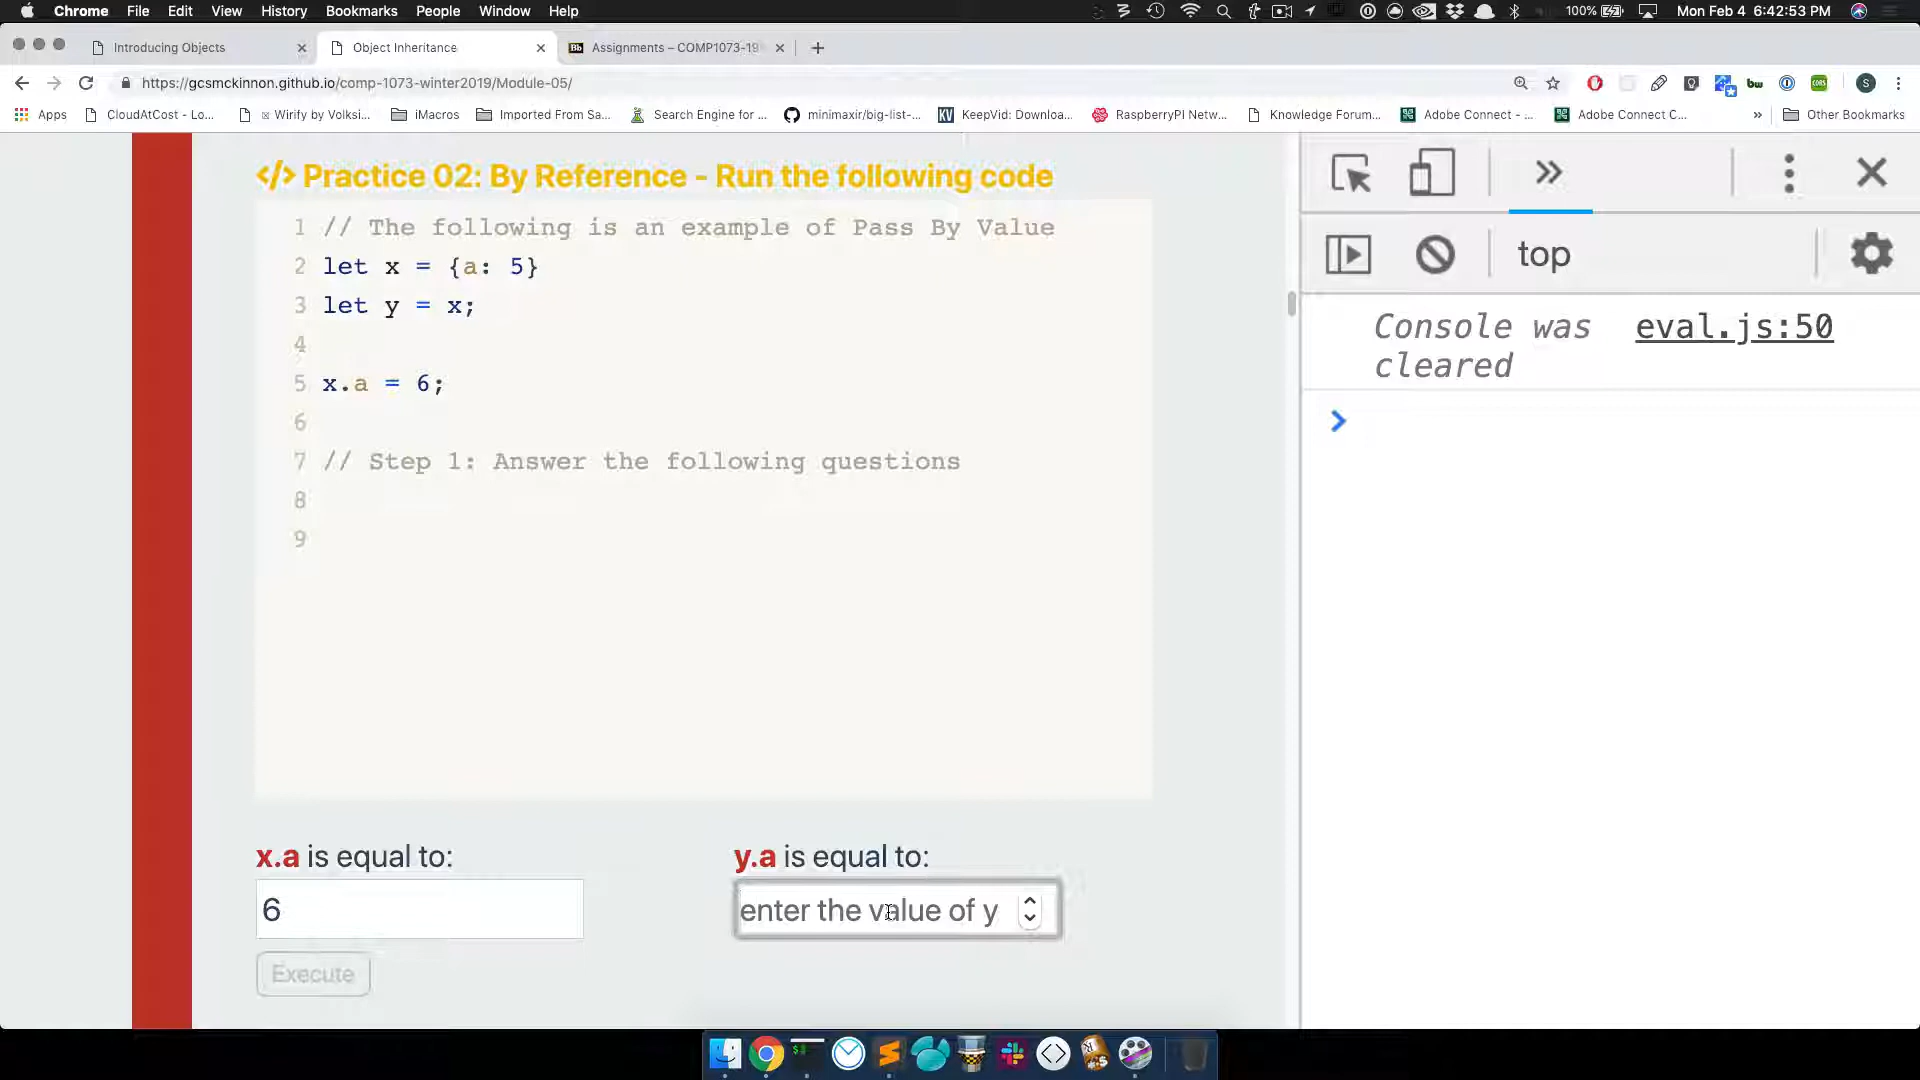 Chrome File Edit View History Bookmarks People Window Help 100% Mon Feb 4 6:42:53 PM
Introducing Objects Object Inheritance Bb Assignments – COMP1073-19
https://gcsmckinnon.github.io/comp-1073-winter2019/Module-05/
Apps CloudAtCost - Lo... Wirify by Volksi... iMacros Imported From Sa... Search Engine for ... minimaxir/big-list-... KV KeepVid: Downloa... RaspberryPI Netw... Knowledge Forum... Adobe Connect - ... Adobe Connect C... » Other Bookmarks
</> Practice 02: By Reference - Run the following code
1 // The following is an example of Pass By Value
2 let x = {a: 5}
3 let y = x;
4
5 x.a = 6;
6
7 // Step 1: Answer the following questions
8
9
x.a is equal to:
6
y.a is equal to:
enter the value of y
Execute
top
Console was cleared eval.js:50